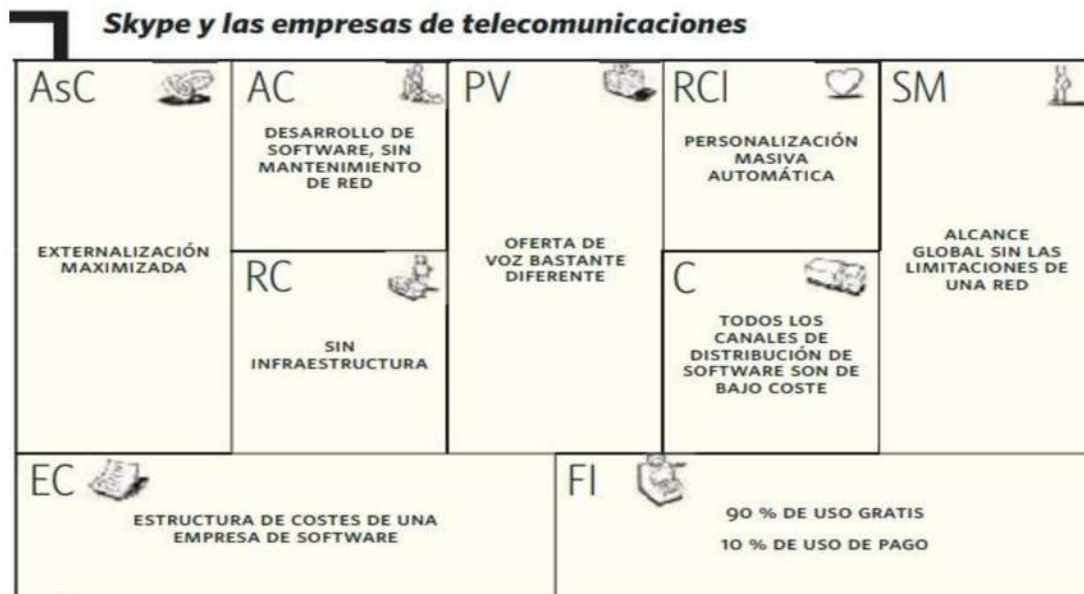 Skype y las empresas de telecomunicaciones
AsC
EXTERNALIZACIÓN
MAXIMIZADA
AC
DESARROLLO DE
SOFTWARE, SIN
MANTENIMIENTO
DE RED
RC
SIN
INFRAESTRUCTURA
PV
OFERTA DE
VOZ BASTANTE
DIFERENTE
RCl
PERSONALIZACIÓN
MASIVA
AUTOMÁTICA
C
TODOS LOS
CANALES DE
DISTRIBUCIÓN DE
SOFTWARE SON DE
BAJO COSTE
SM
ALCANCE
GLOBAL SIN LAS
LIMITACIONES DE
UNA RED
EC
ESTRUCTURA DE COSTES DE UNA
EMPRESA DE SOFTWARE
FI
90 % DE USO GRATIS
10 % DE USO DE PAGO